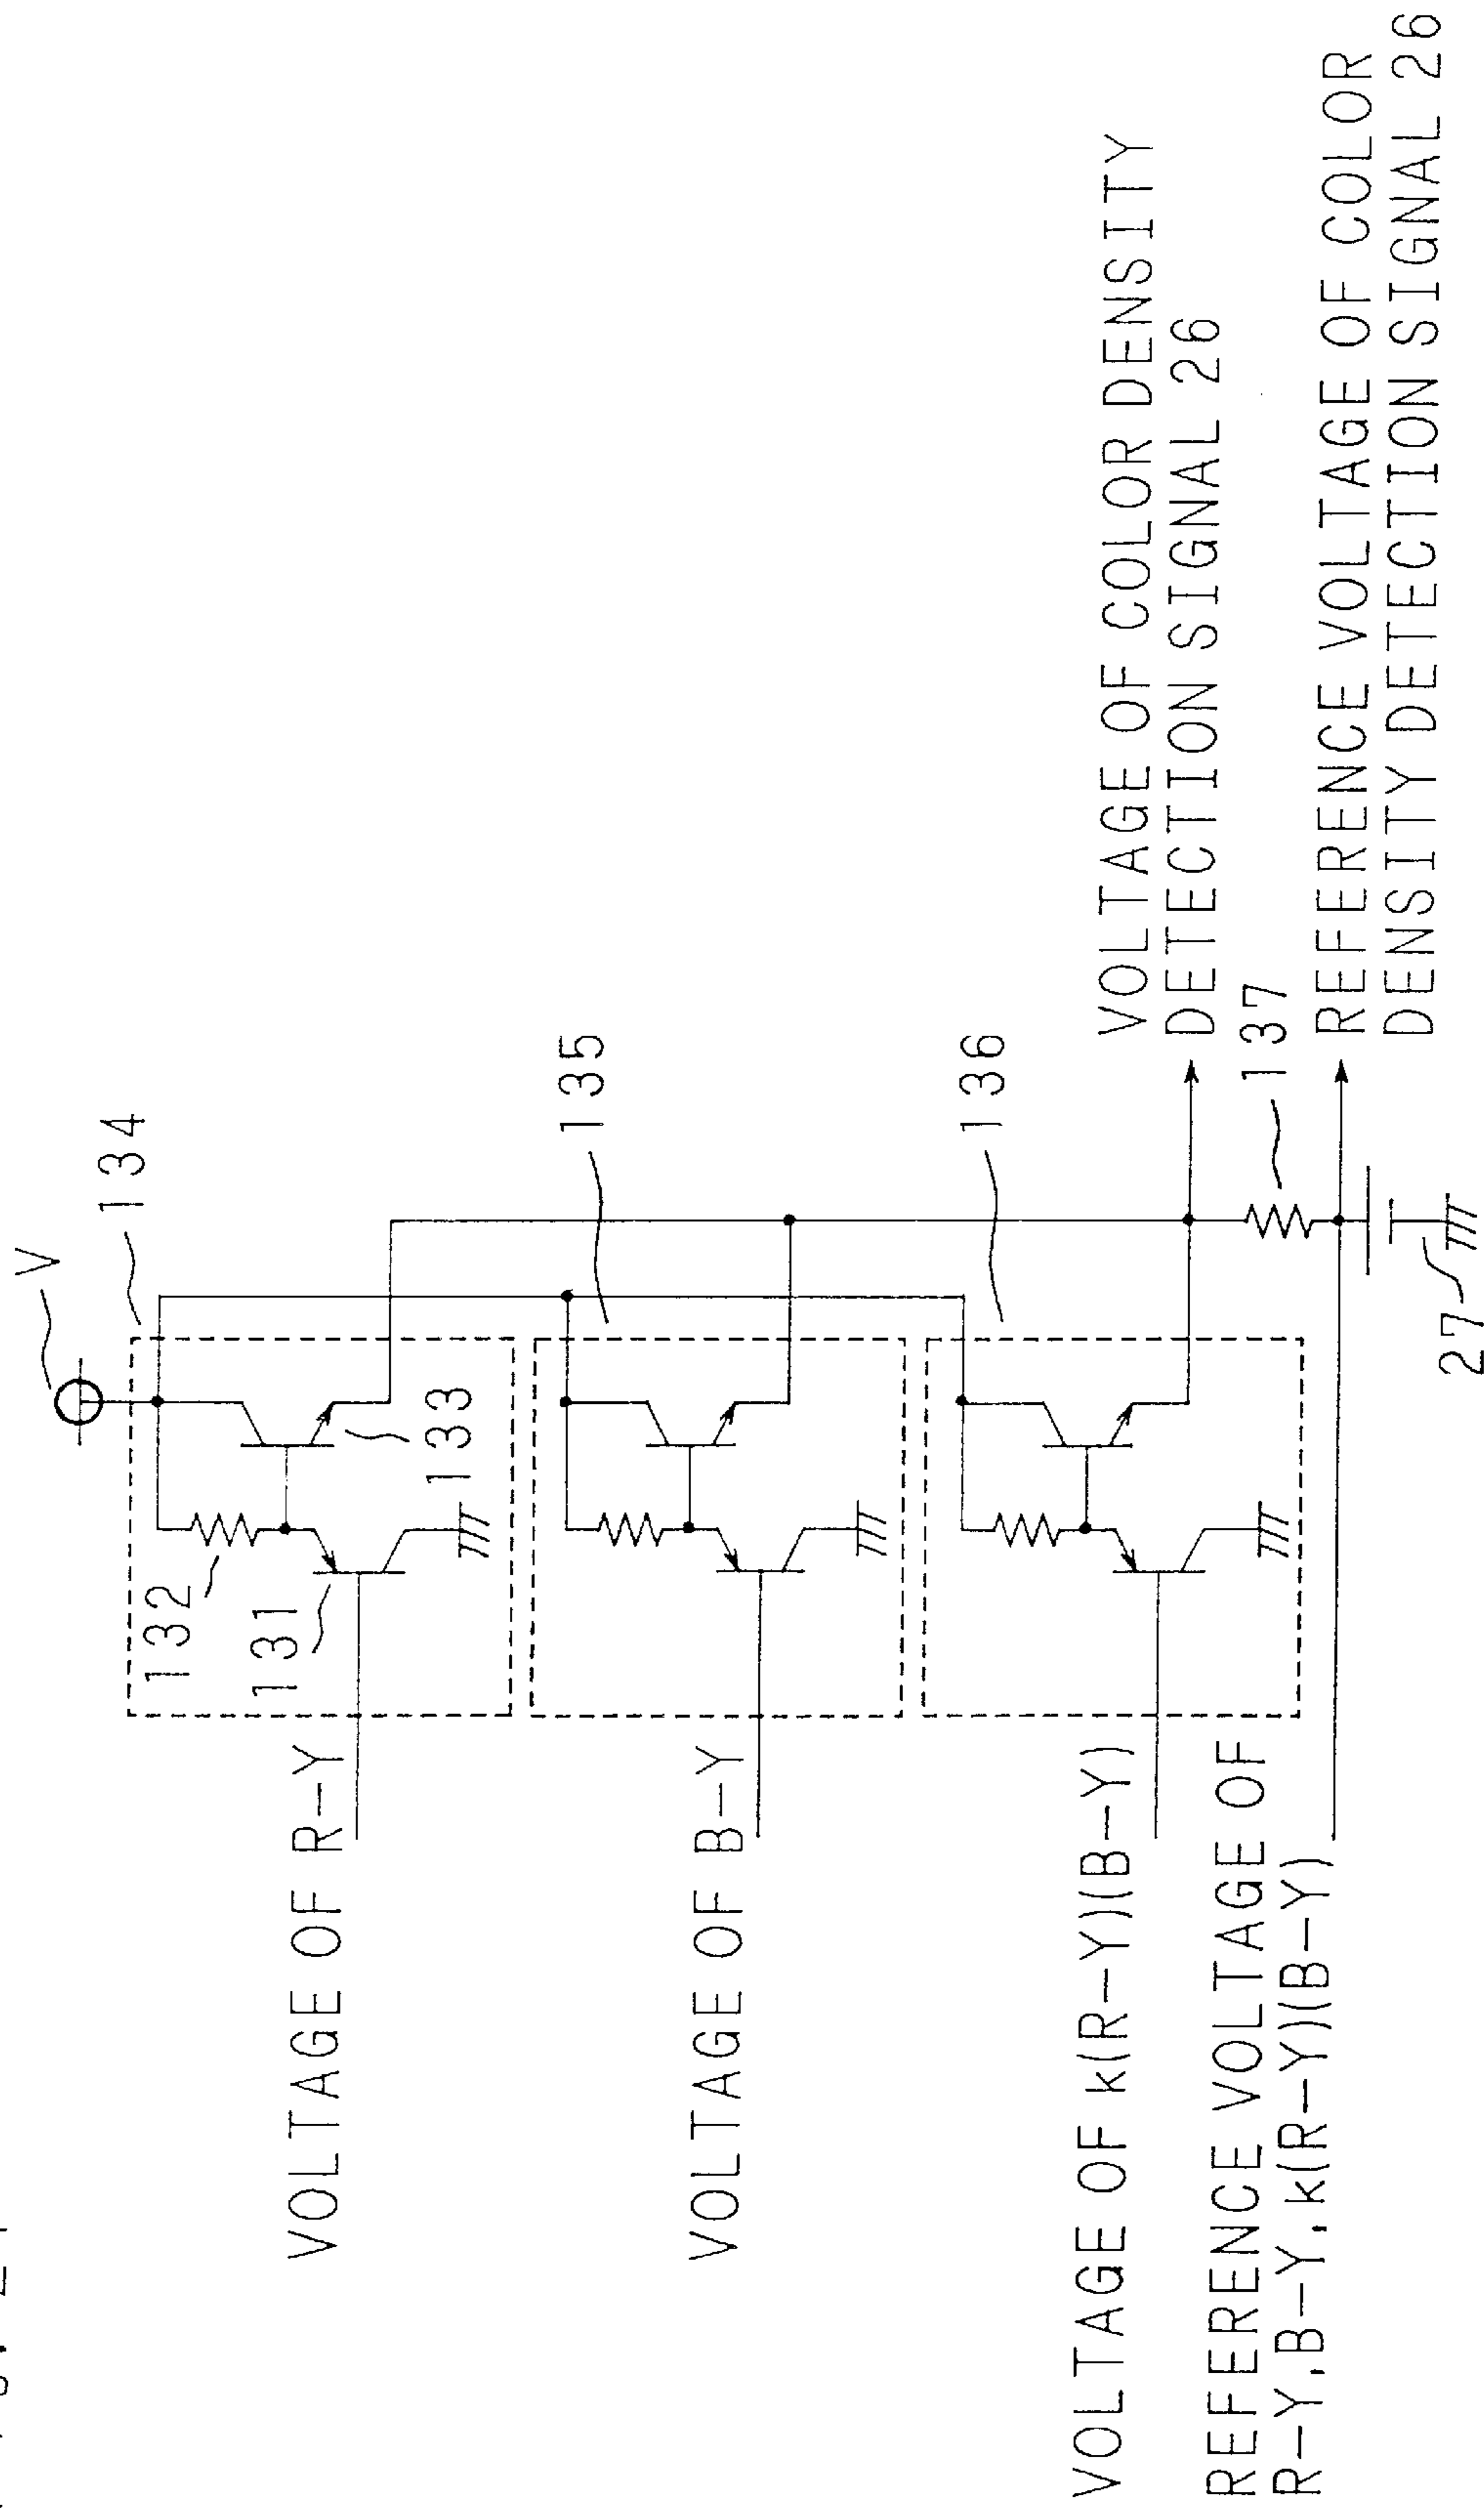 V
134
132
131
133
VOLTAGE OF R-Y
135
VOLTAGE OF B-Y
136
VOLTAGE OF k(R-Y)(B-Y)
VOLTAGE OF COLOR DENSITY
DETECTION SIGNAL 26
137
REFERENCE VOLTAGE OF
R-Y,B-Y,k(R-Y)(B-Y)
REFERENCE VOLTAGE OF COLOR
DENSITY DETECTION SIGNAL 26
27